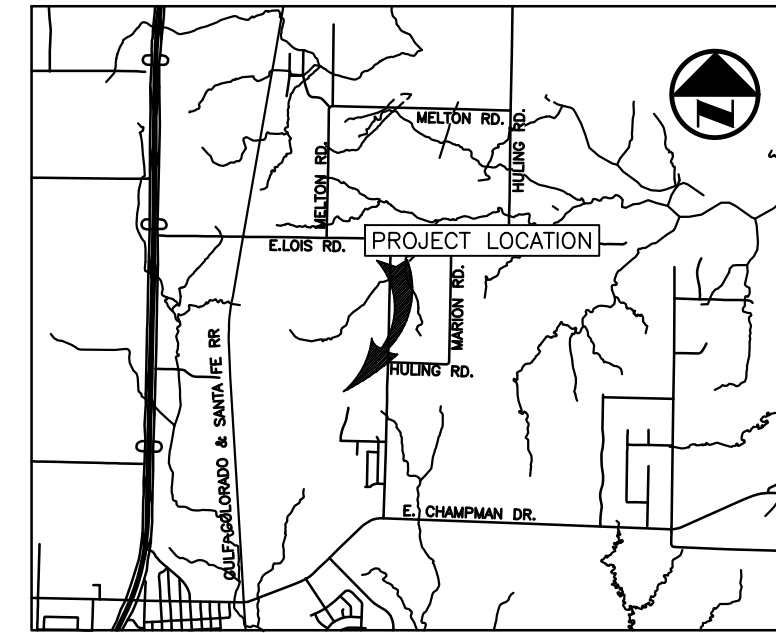 MELTON RD.
HULING RD.
MELTON RD.
N
E.LOIS RD.
PROJECT LOCATION
MARION RD.
HULING RD.
GULF COLORADO & SANTA FE RR
E. CHAMPMAN DR.